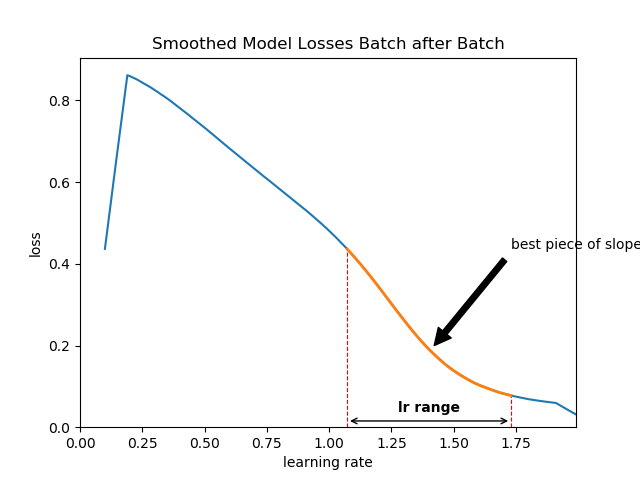 Smoothed Model Losses Batch after Batch
0.8
0.6
0.4
0.2
0.0
loss
best piece of slope
lr range
0.00 0.25 0.50 0.75 1.00 1.25 1.50 1.75
learning rate